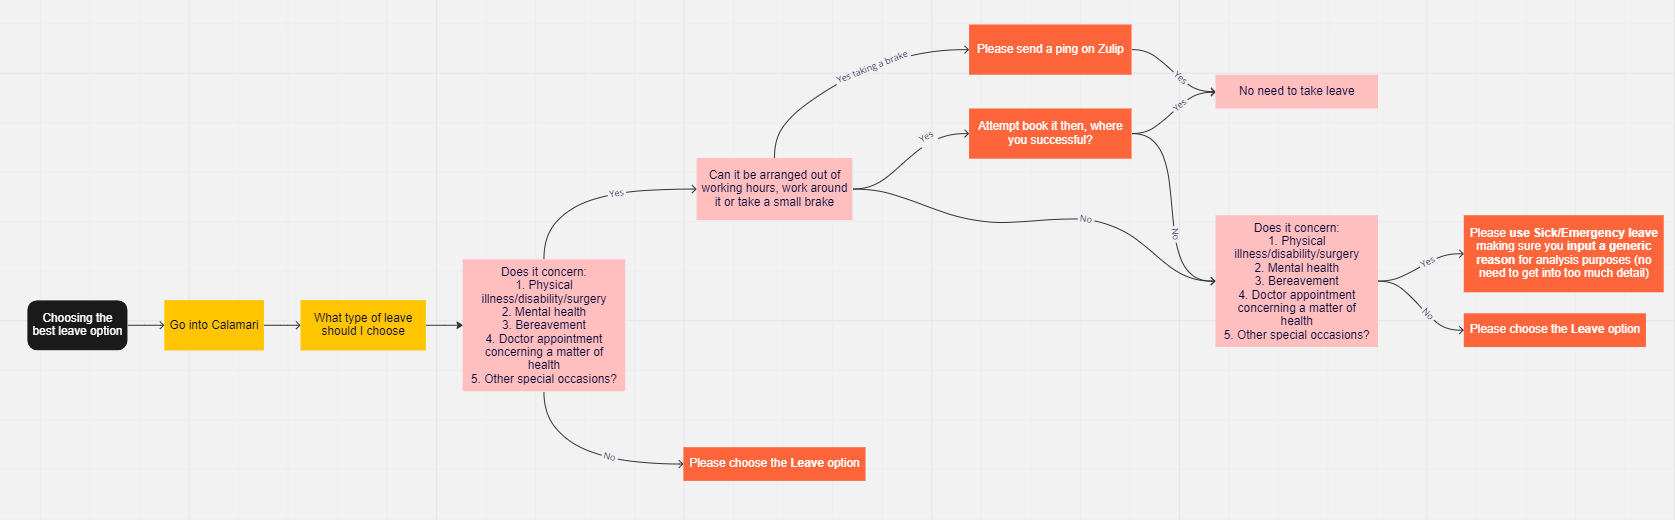 Choosing the
best leave option
Go into Calamari
What type of leave
should I choose
Does it concern:
1. Physical
illness/disability/surgery
2. Mental health
3. Bereavement
4. Doctor appointment
concerning a matter of
health
5. Other special occasions?
Yes
No
Please choose the Leave option
Can it be arranged out of
working hours, work around
it or take a small brake
Yes taking a brake
Yes
No
Please send a ping on Zulip
Yes
Attempt book it then, where
you successful?
Yes
No
No need to take leave
Does it concern:
1. Physical
illness/disability/surgery
2. Mental health
3. Bereavement
4. Doctor appointment
concerning a matter of
health
5. Other special occasions?
Yes
No
Please use Sick/Emergency leave
making sure you input a generic
reason for analysis purposes (no
need to get into too much detail)
Please choose the Leave option